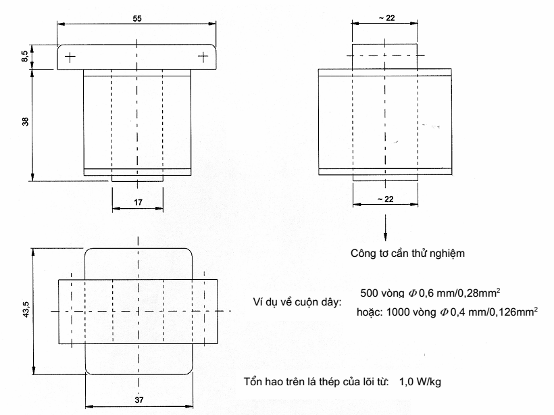 55
~ 22
8,5
38
17
~ 22
Công tơ cần thử nghiệm
43,5
Ví dụ về cuộn dây: 500 vòng Φ 0,6 mm/0,28mm²
hoặc: 1000 vòng Φ 0,4 mm/0,126mm²
Tổn hao trên lá thép của lõi từ: 1,0 W/kg
37